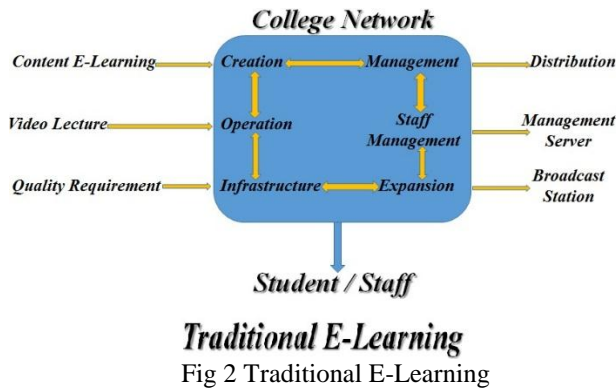 College Network
Content E-Learning
Creation
Management
Distribution
Video Lecture
Operation
Staff
Management
Management
Server
Quality Requirement
Infrastructure
Expansion
Broadcast
Station
Student / Staff
Traditional E-Learning
Fig 2 Traditional E-Learning